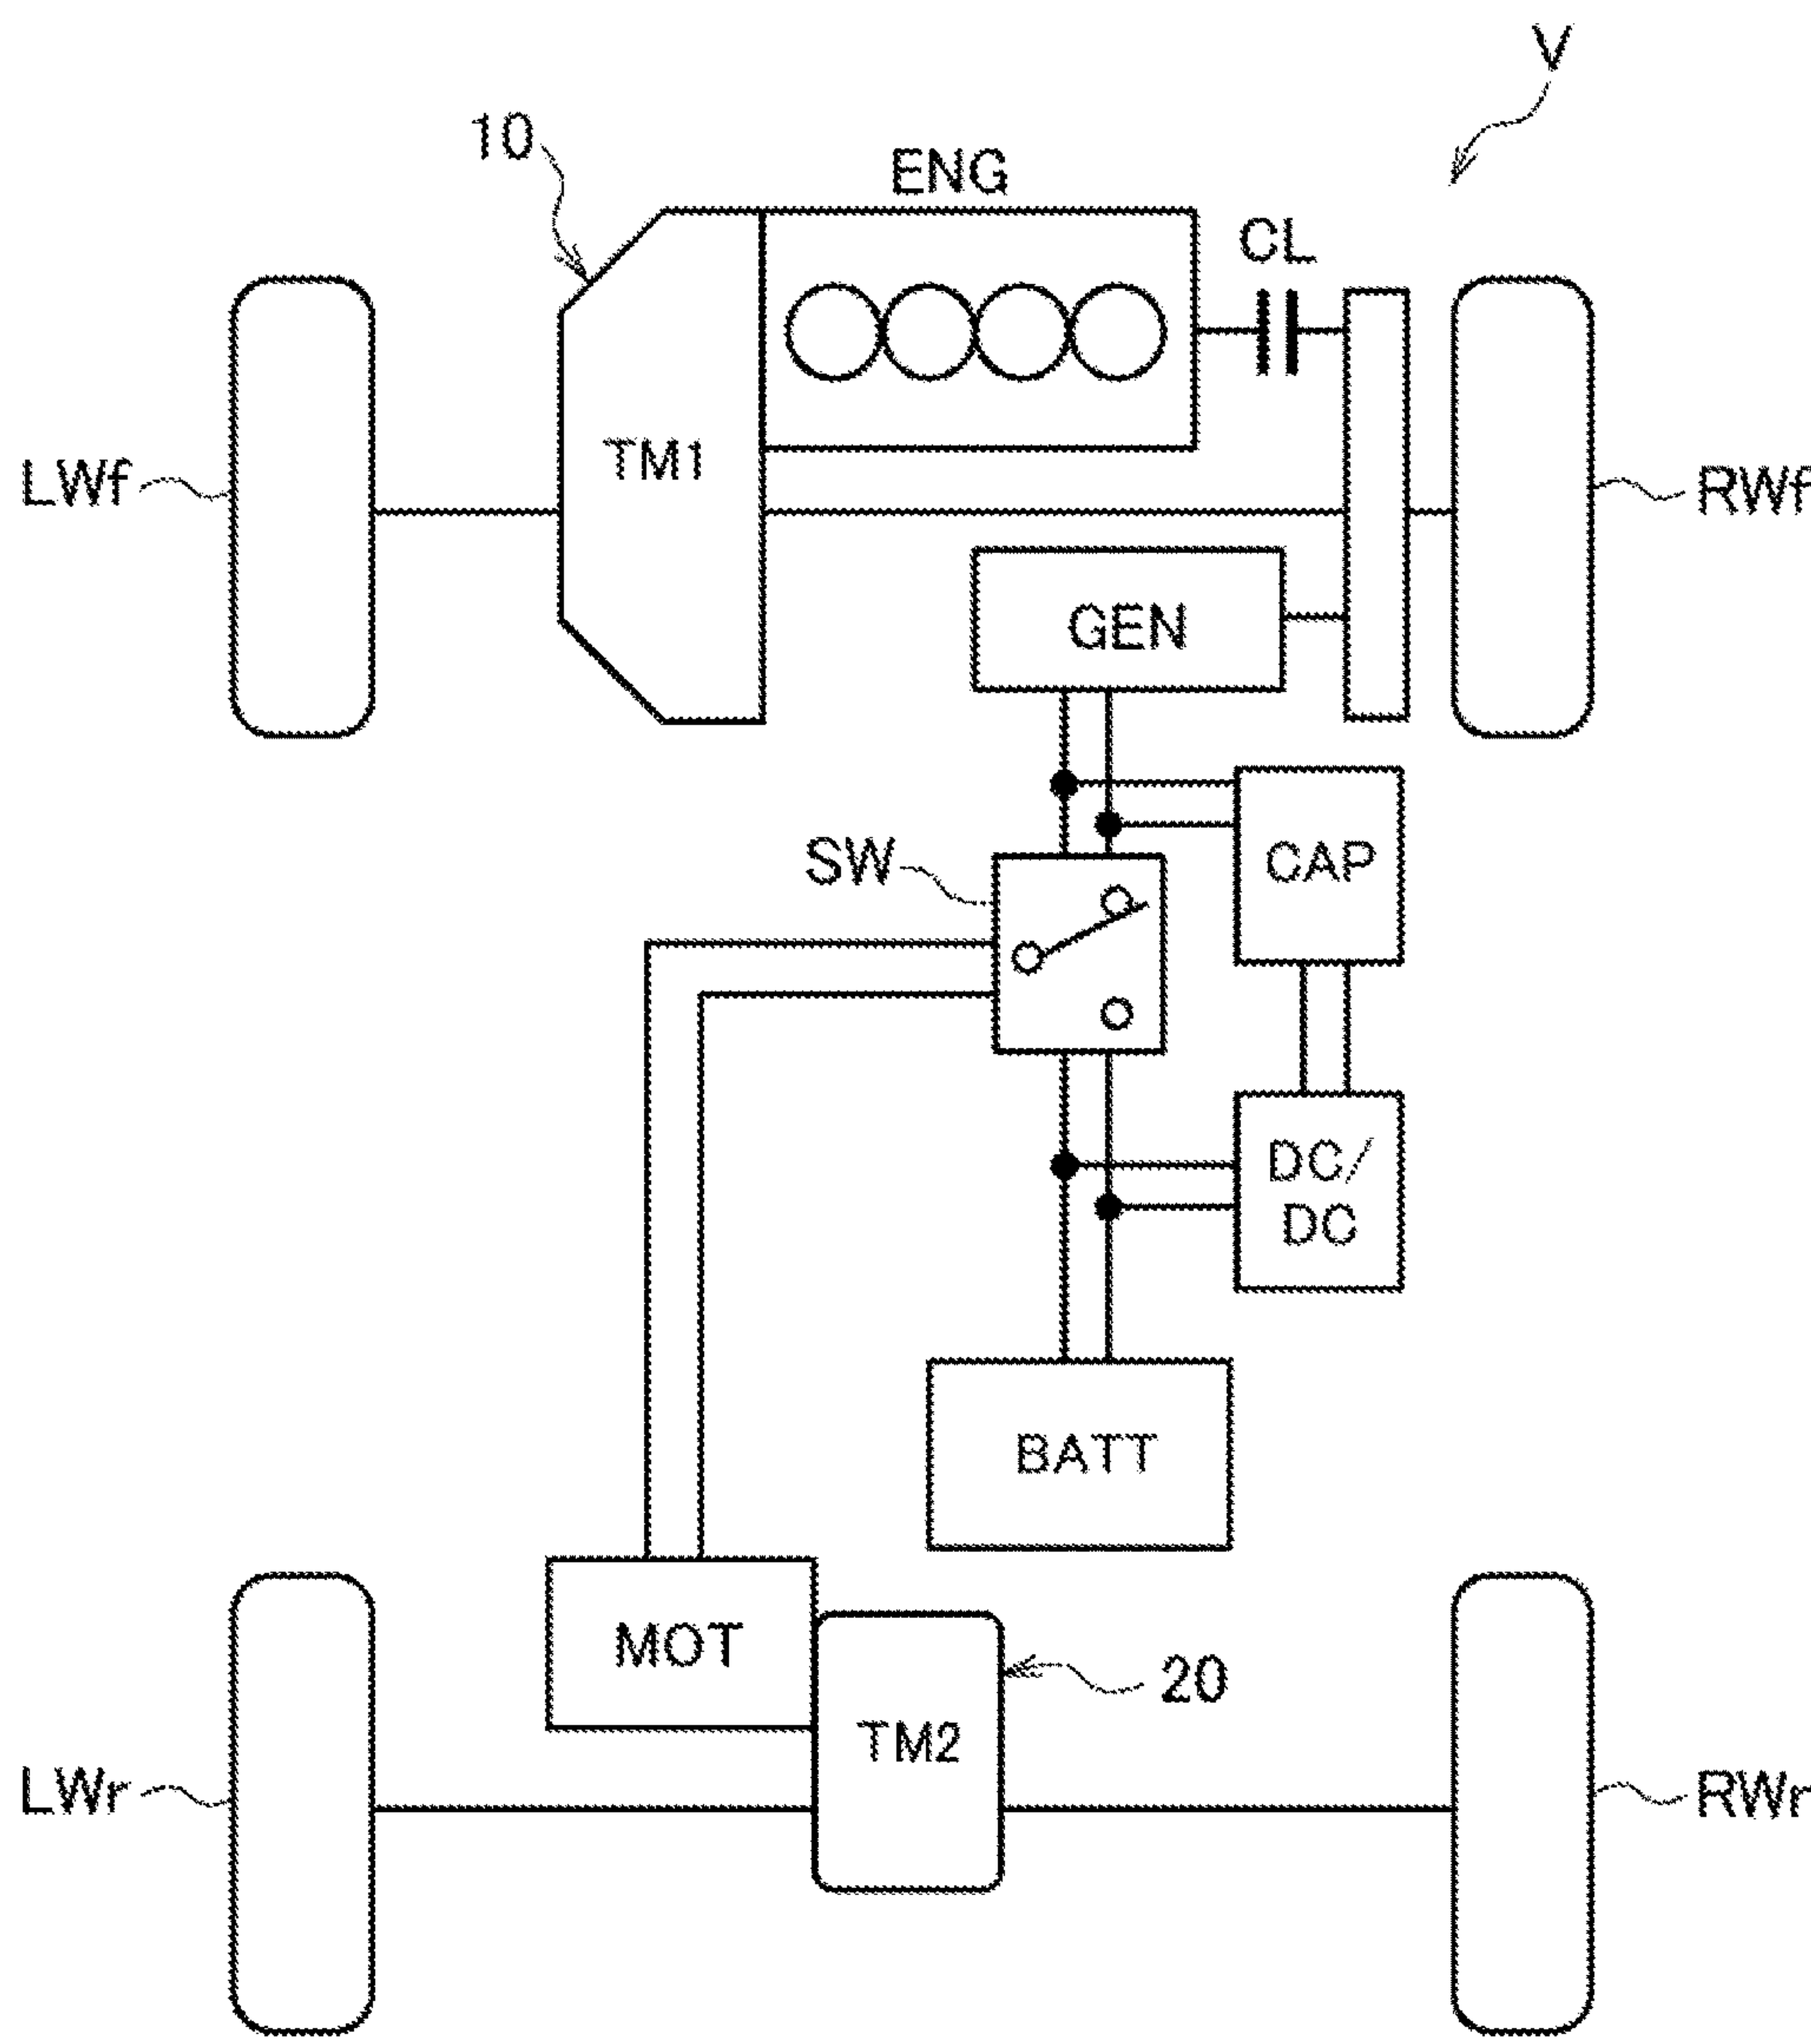 V
10
ENG
CL
TM1
LWf
RWf
GEN
SW
CAP
DC/
DC
BATT
MOT
20
TM2
LWr
RWr